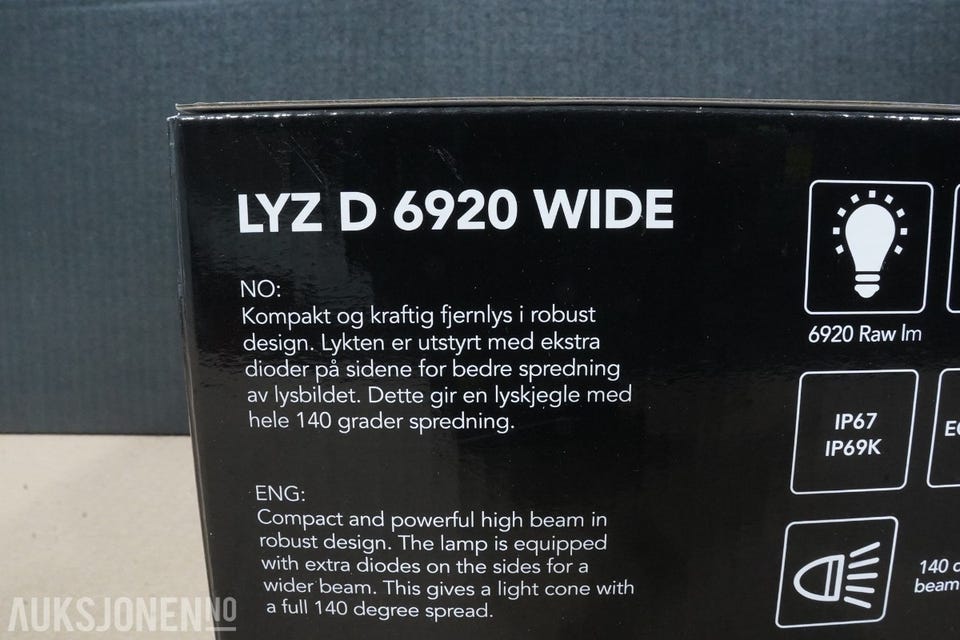 LYZ D 6920 WIDE
NO:
Kompakt og kraftig fjernlys i robust
design. Lykten er utstyrt med ekstra
dioder på sidene for bedre spredning
av lysbildet. Dette gir en lyskjegle med
hele 140 grader spredning.
ENG:
Compact and powerful high beam in
robust design. The lamp is equipped
with extra diodes on the sides for a
wider beam. This gives a light cone with
a full 140 degree spread.
6920 Raw lm
IP67
IP69K
140
beam
AUKSJONEN.NO